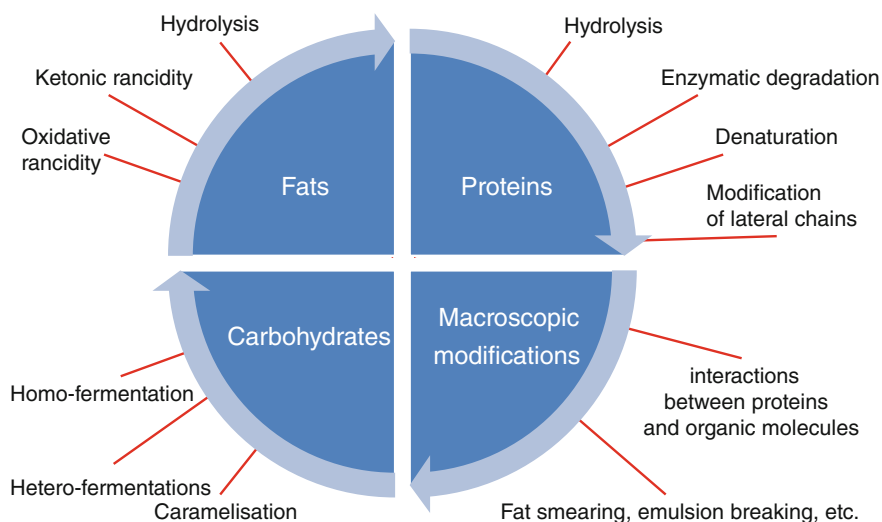 Hydrolysis
Ketonic rancidity
Oxidative
rancidity
Fats
Hydrolysis
Enzymatic degradation
Denaturation
Modification
of lateral chains
Proteins
Carbohydrates
Homo-fermentation
Hetero-fermentations
Caramelisation
Macroscopic
modifications
interactions
between proteins
and organic molecules
Fat smearing, emulsion breaking, etc.